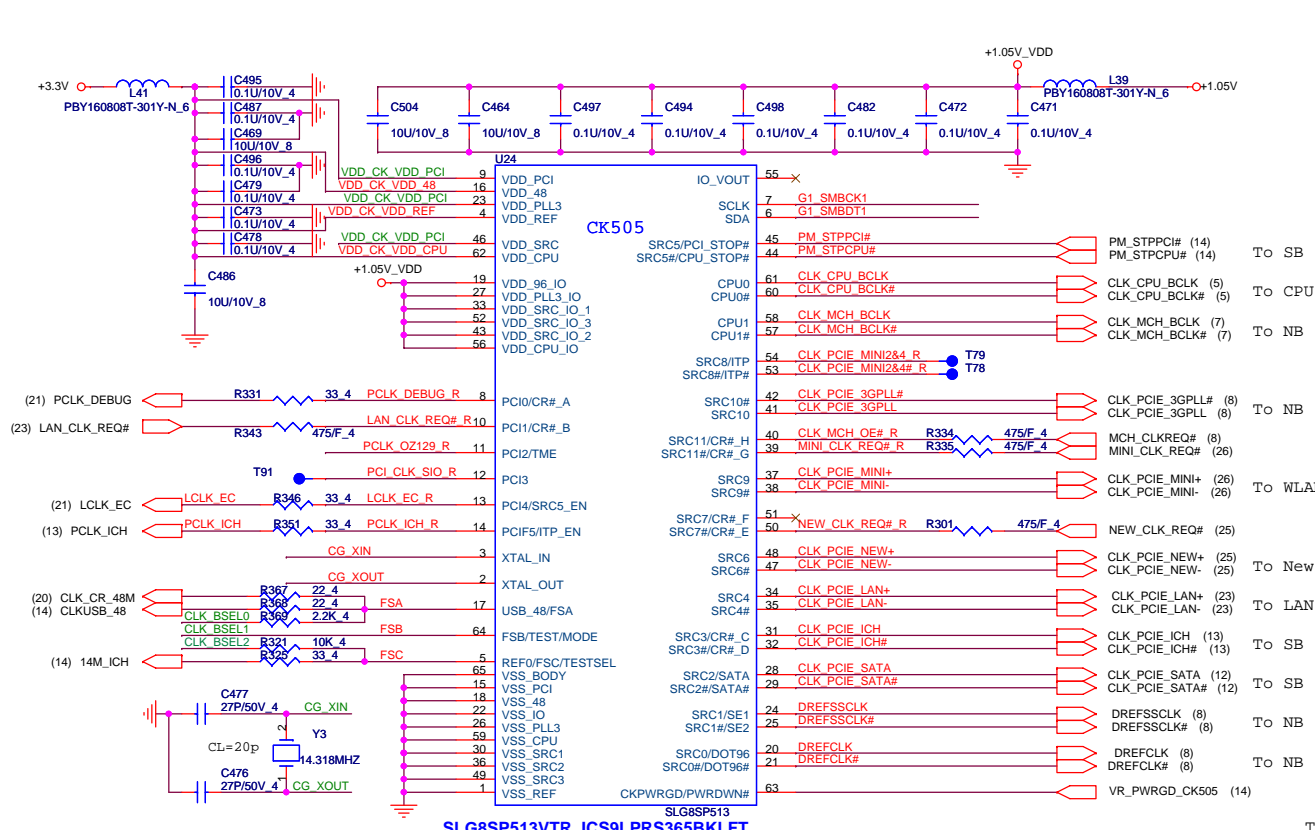 +1.05V_VDD
+3.3V
L41
PBY160808T-301Y-N_6
C495
0.1U/10V_4
C487
0.1U/10V_4
C469
10U/10V_8
C496
0.1U/10V_4
C479
0.1U/10V_4
C473
0.1U/10V_4
C478
0.1U/10V_4
C486
10U/10V_8
C504
10U/10V_8
C464
10U/10V_8
C497
0.1U/10V_4
C494
0.1U/10V_4
C498
0.1U/10V_4
C482
0.1U/10V_4
C472
0.1U/10V_4
C471
0.1U/10V_4
L39
PBY160808T-301Y-N_6
+1.05V
U24
CK505
VDD_CK_VDD_PCI 9 VDD_PCI
VDD_CK_VDD_48 16 VDD_48
VDD_CK_VDD_PCI 23 VDD_PLL3
VDD_CK_VDD_REF 4 VDD_REF
VDD_CK_VDD_PCI 46 VDD_SRC
VDD_CK_VDD_CPU 62 VDD_CPU
+1.05V_VDD
19 VDD_96_IO
27 VDD_PLL3_IO
33 VDD_SRC_IO_1
52 VDD_SRC_IO_3
43 VDD_SRC_IO_2
56 VDD_CPU_IO
(21) PCLK_DEBUG R331 33_4 PCLK_DEBUG_R 8 PCI0/CR#_A
(23) LAN_CLK_REQ# R343 475/F_4 LAN_CLK_REQ#_R 10 PCI1/CR#_B
PCLK_OZ129_R 11 PCI2/TME
T91 PCI_CLK_SIO_R 12 PCI3
(21) LCLK_EC LCLK_EC R346 33_4 LCLK_EC_R 13 PCI4/SRC5_EN
(13) PCLK_ICH PCLK_ICH R351 33_4 PCLK_ICH_R 14 PCIF5/ITP_EN
CG_XIN 3 XTAL_IN
CG_XOUT 2 XTAL_OUT
(20) CLK_CR_48M R367 22_4
(14) CLKUSB_48 R368 22_4 FSA 17 USB_48/FSA
CLK_BSEL0 R369 2.2K_4
CLK_BSEL1 FSB 64 FSB/TEST/MODE
CLK_BSEL2 R321 10K_4
(14) 14M_ICH R325 33_4 FSC 5 REF0/FSC/TESTSEL
65 VSS_BODY
15 VSS_PCI
18 VSS_48
22 VSS_IO
26 VSS_PLL3
59 VSS_CPU
30 VSS_SRC1
36 VSS_SRC2
49 VSS_SRC3
1 VSS_REF
C477
27P/50V_4 CG_XIN
CL=20p 2 Y3
14.318MHZ
1
C476
27P/50V_4 CG_XOUT
IO_VOUT 55
SCLK 7 G1_SMBCK1
SDA 6 G1_SMBDT1
SRC5/PCI_STOP# 45 PM_STPPCI# PM_STPPCI# (14)
SRC5#/CPU_STOP# 44 PM_STPCPU# PM_STPCPU# (14)
To SB
CPU0 61 CLK_CPU_BCLK CLK_CPU_BCLK (5)
CPU0# 60 CLK_CPU_BCLK# CLK_CPU_BCLK# (5)
To CPU
CPU1 58 CLK_MCH_BCLK CLK_MCH_BCLK (7)
CPU1# 57 CLK_MCH_BCLK# CLK_MCH_BCLK# (7)
To NB
SRC8/ITP 54 CLK_PCIE_MINI2&4_R T79
SRC8#/ITP# 53 CLK_PCIE_MINI2&4#_R T78
SRC10# 42 CLK_PCIE_3GPLL# CLK_PCIE_3GPLL# (8)
SRC10 41 CLK_PCIE_3GPLL CLK_PCIE_3GPLL (8)
To NB
SRC11/CR#_H 40 CLK_MCH_OE#_R R334 475/F_4 MCH_CLKREQ# (8)
SRC11#/CR#_G 39 MINI_CLK_REQ#_R R335 475/F_4 MINI_CLK_REQ# (26)
SRC9 37 CLK_PCIE_MINI+ CLK_PCIE_MINI+ (26)
SRC9# 38 CLK_PCIE_MINI- CLK_PCIE_MINI- (26)
To WLAN
SRC7/CR#_F 51
SRC7#/CR#_E 50 NEW_CLK_REQ#_R R301 475/F_4 NEW_CLK_REQ# (25)
SRC6 48 CLK_PCIE_NEW+ CLK_PCIE_NEW+ (25)
SRC6# 47 CLK_PCIE_NEW- CLK_PCIE_NEW- (25)
To New
SRC4 34 CLK_PCIE_LAN+ CLK_PCIE_LAN+ (23)
SRC4# 35 CLK_PCIE_LAN- CLK_PCIE_LAN- (23)
To LAN
SRC3/CR#_C 31 CLK_PCIE_ICH CLK_PCIE_ICH (13)
SRC3#/CR#_D 32 CLK_PCIE_ICH# CLK_PCIE_ICH# (13)
To SB
SRC2/SATA 28 CLK_PCIE_SATA CLK_PCIE_SATA (12)
SRC2#/SATA# 29 CLK_PCIE_SATA# CLK_PCIE_SATA# (12)
To SB
SRC1/SE1 24 DREFSSCLK DREFSSCLK (8)
SRC1#/SE2 25 DREFSSCLK# DREFSSCLK# (8)
To NB
SRC0/DOT96 20 DREFCLK DREFCLK (8)
SRC0#/DOT96# 21 DREFCLK# DREFCLK# (8)
To NB
CKPWRGD/PWRDWN# 63 VR_PWRGD_CK505 (14)
SLG8SP513
SLG8SP513VTR ICS9LPRS365BKLFT